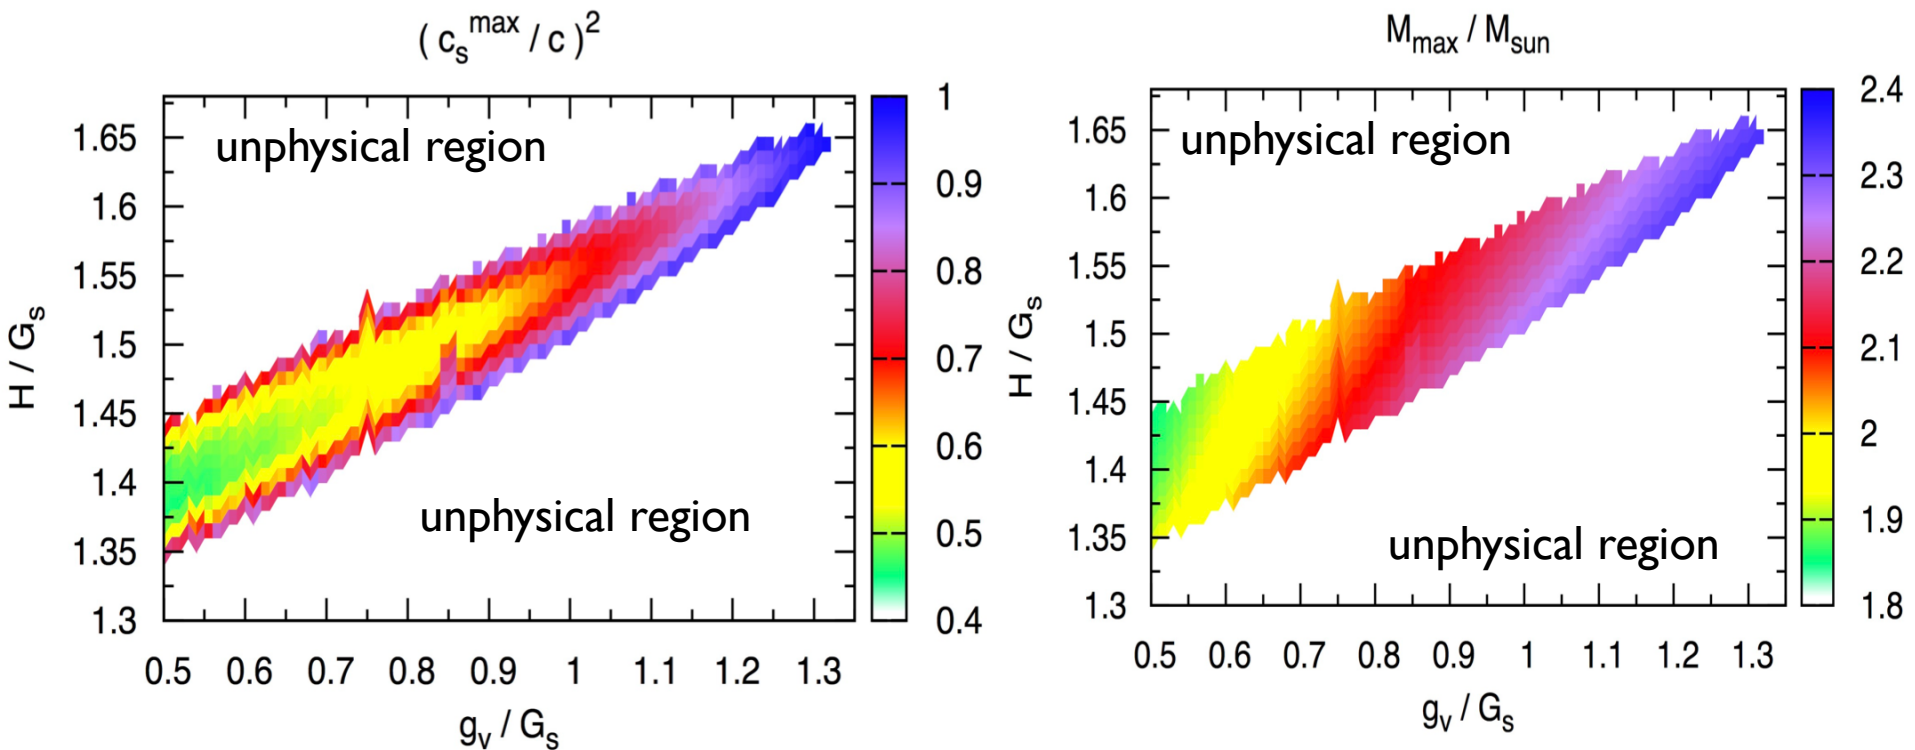 ( c_s^max / c )^2
1.65
1.6
1.55
1.5
1.45
1.4
1.35
1.3
H / G_s
unphysical region
unphysical region
0.5 0.6 0.7 0.8 0.9 1 1.1 1.2 1.3
g_v / G_s
1
0.9
0.8
0.7
0.6
0.5
0.4
M_max / M_sun
1.65
1.6
1.55
1.5
1.45
1.4
1.35
1.3
H / G_s
unphysical region
unphysical region
0.5 0.6 0.7 0.8 0.9 1 1.1 1.2 1.3
g_v / G_s
2.4
2.3
2.2
2.1
2
1.9
1.8